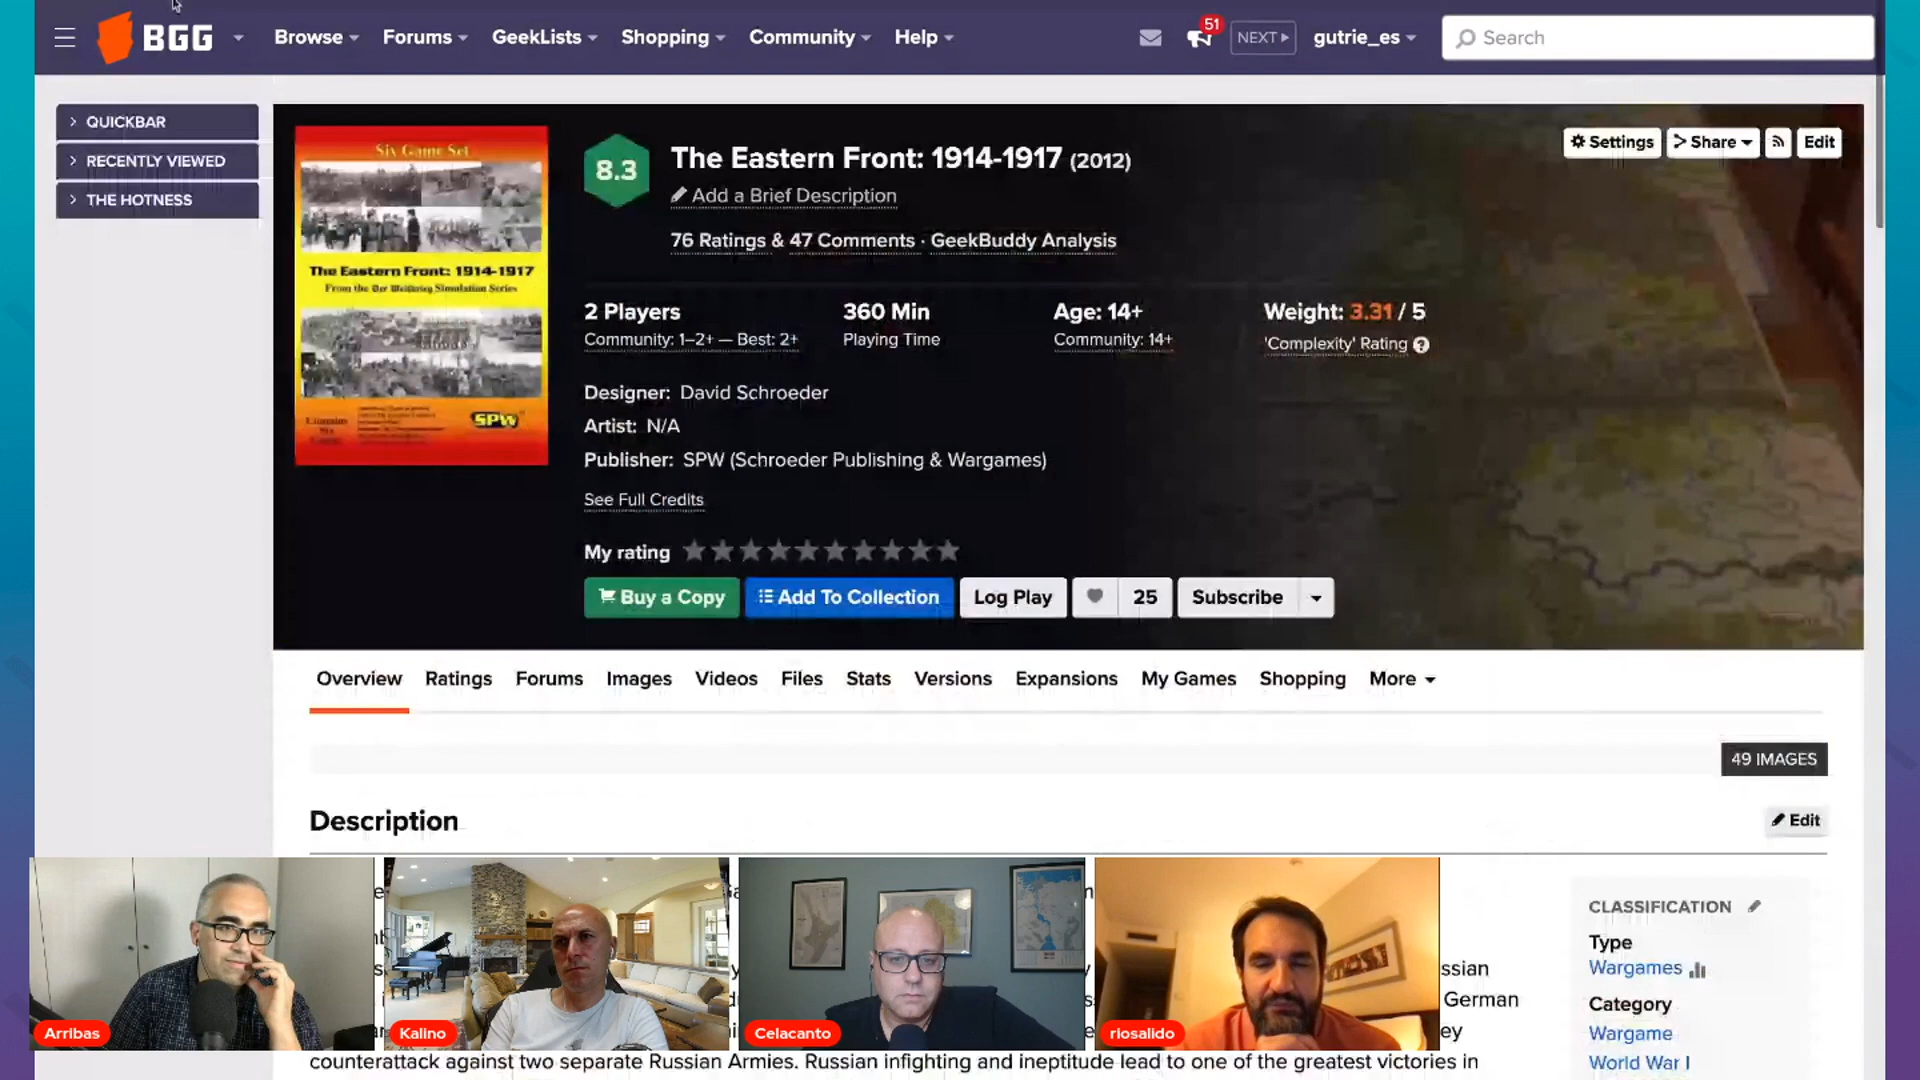 BGG
Browse
Forums
GeekLists
Shopping
Community
Help
51
NEXT
gutrie_es
Search
QUICKBAR
RECENTLY VIEWED
THE HOTNESS
Six Game Set
The Eastern Front: 1914-1917
From the Der Weltkrieg Simulation Series
SPW
8.3
The Eastern Front: 1914-1917 (2012)
Add a Brief Description
76 Ratings & 47 Comments · GeekBuddy Analysis
Settings
Share
Edit
2 Players
Community: 1–2+ — Best: 2+
360 Min
Playing Time
Age: 14+
Community: 14+
Weight: 3.31 / 5
'Complexity' Rating
Designer: David Schroeder
Artist: N/A
Publisher: SPW (Schroeder Publishing & Wargames)
See Full Credits
My rating
Buy a Copy
Add To Collection
Log Play
25
Subscribe
Overview
Ratings
Forums
Images
Videos
Files
Stats
Versions
Expansions
My Games
Shopping
More
49 IMAGES
Description
Edit
ssian
German
ey
counterattack against two separate Russian Armies. Russian infighting and ineptitude lead to one of the greatest victories in
CLASSIFICATION
Type
Wargames
Category
Wargame
World War I
Arribas
Kalino
Celacanto
riosalido